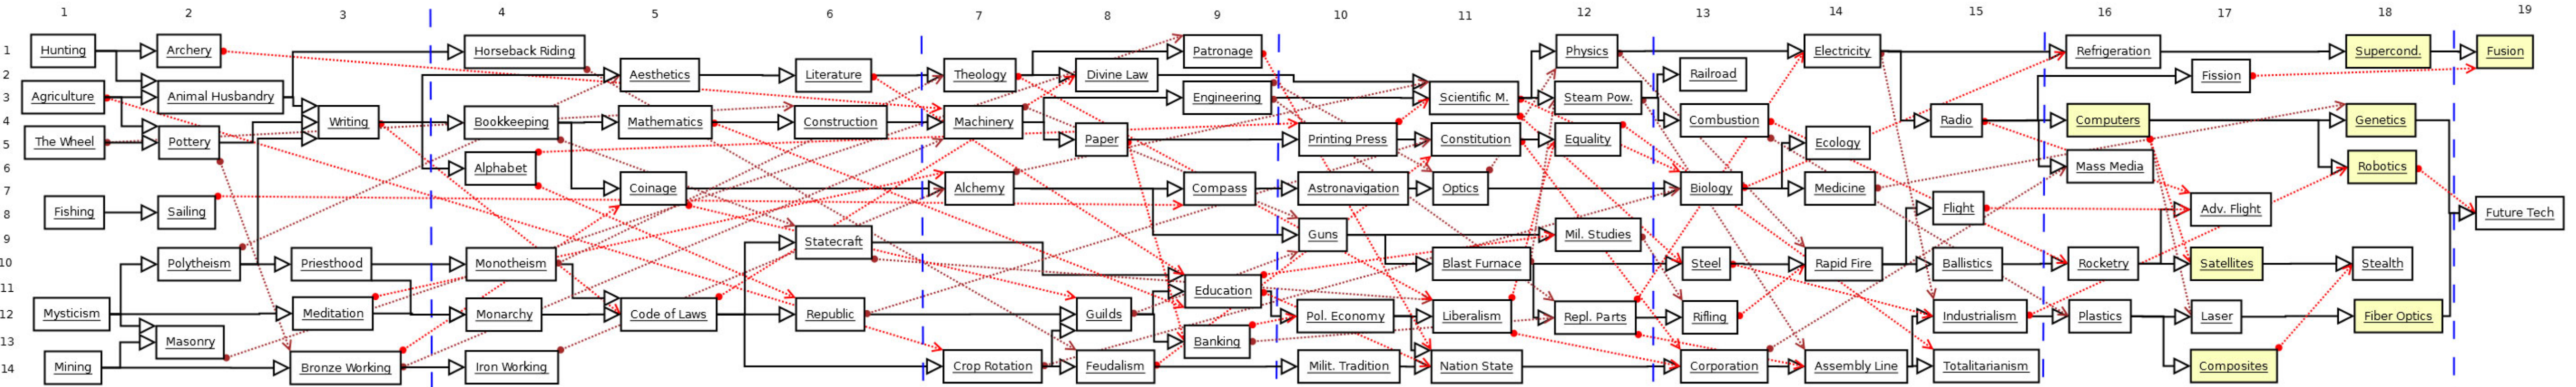 1 2 3 4 5 6 7 8 9 10 11 12 13 14 15 16 17 18 19
1 Hunting Archery Horseback Riding Patronage Physics Electricity Refrigeration Supercond. Fusion
2 Aesthetics Literature Theology Divine Law Railroad Fission
3 Agriculture Animal Husbandry Engineering Scientific M. Steam Pow.
4 Writing Bookkeeping Mathematics Construction Machinery Combustion Radio Computers Genetics
5 The Wheel Pottery Paper Printing Press Constitution Equality Ecology
6 Alphabet Mass Media Robotics
7 Coinage Alchemy Compass Astronavigation Optics Biology Medicine
8 Fishing Sailing Flight Adv. Flight Future Tech
9 Statecraft Guns Mil. Studies
10 Polytheism Priesthood Monotheism Blast Furnace Steel Rapid Fire Ballistics Rocketry Satellites Stealth
11 Education
12 Mysticism Meditation Monarchy Code of Laws Republic Guilds Pol. Economy Liberalism Repl. Parts Rifling Industrialism Plastics Laser Fiber Optics
13 Masonry Banking
14 Mining Bronze Working Iron Working Crop Rotation Feudalism Milit. Tradition Nation State Corporation Assembly Line Totalitarianism Composites